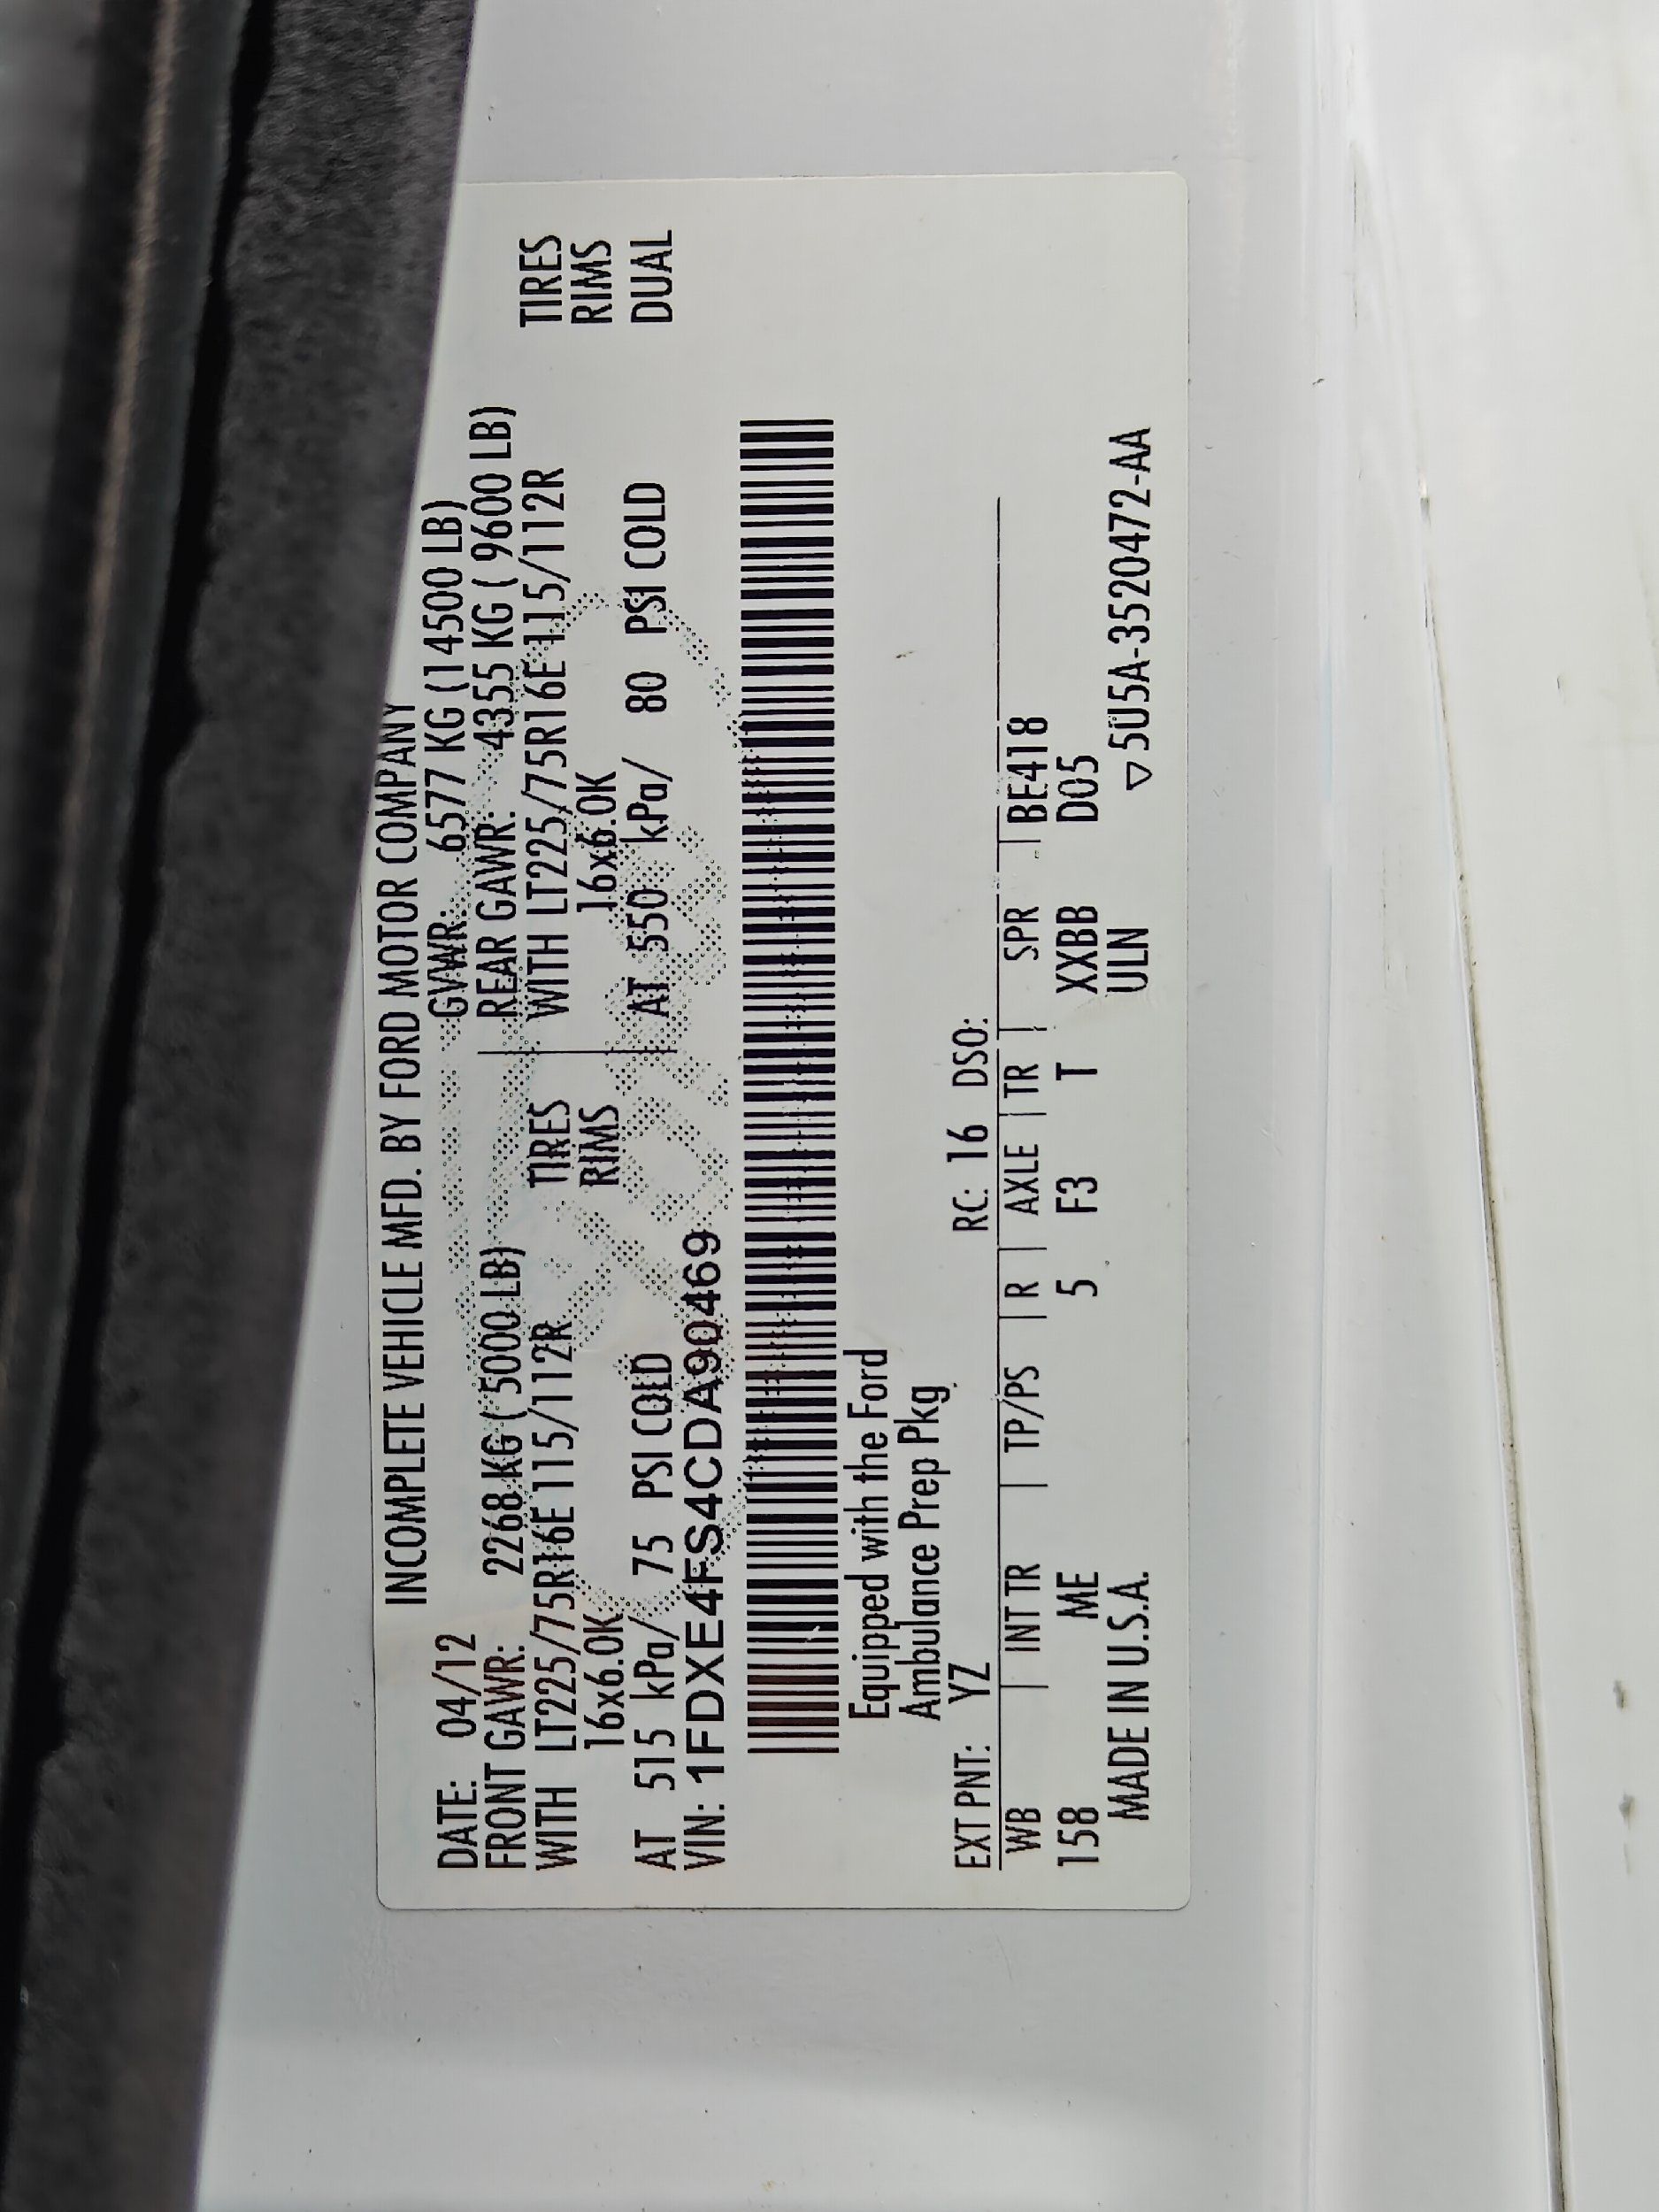 INCOMPLETE VEHICLE MFD. BY FORD MOTOR COMPANY
DATE: 04/12 GVWR: 6577 KG (14500 LB)
FRONT GAWR: 2268 KG ( 5000 LB) REAR GAWR: 4355 KG ( 9600 LB)
WITH LT225/75R16E 115/112R TIRES WITH LT225/75R16E 115/112R TIRES
16x6.0K RIMS 16x6.0K RIMS
AT 515 kPa/ 75 PSI COLD AT 550 kPa/ 80 PSI COLD DUAL
VIN: 1FDXE4FS4CDA90469
Equipped with the Ford
Ambulance Prep Pkg.
EXT PNT: YZ RC: 16 DSO:
WB | INT TR | TP/PS | R | AXLE | TR | SPR | BE418
158 ME 5 F3 T XXBB D05
MADE IN U.S.A. ULN ▽ 5U5A-3520472-AA